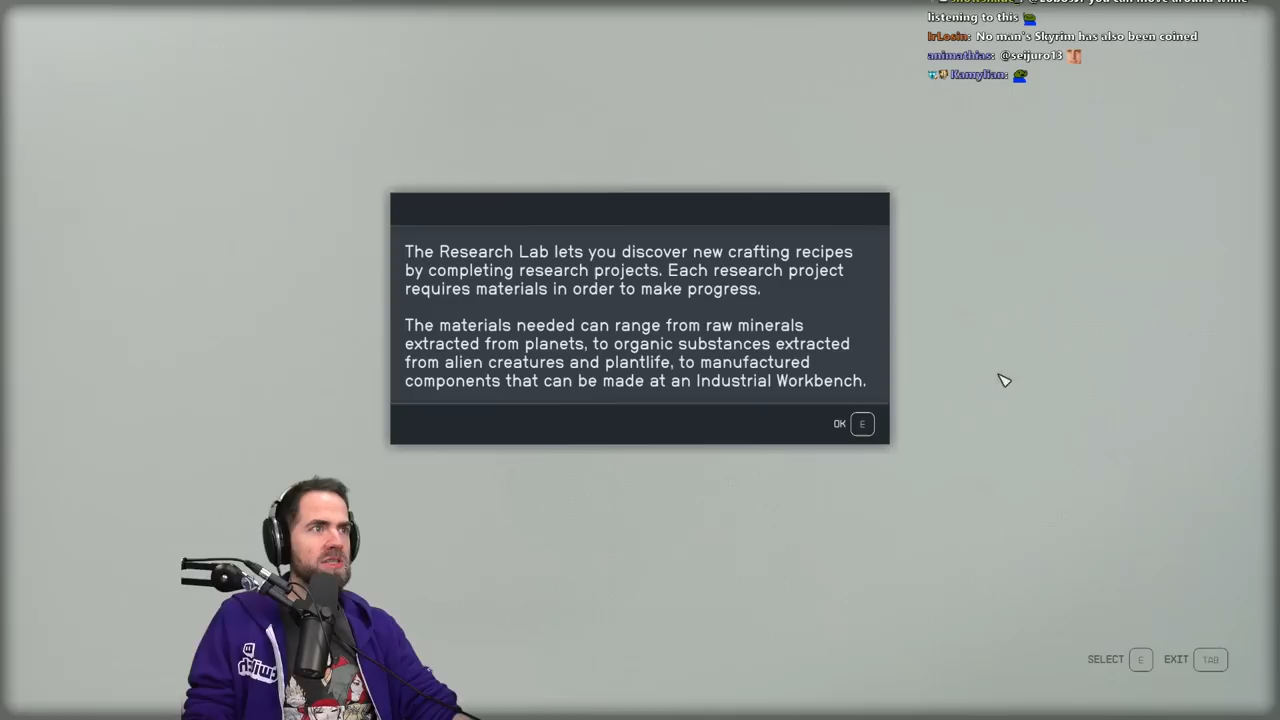 listening to this
IrLosin: No man's Skyrim has also been coined
animathias: @seijuro13
Kamylian:
The Research Lab lets you discover new crafting recipes
by completing research projects. Each research project
requires materials in order to make progress.
The materials needed can range from raw minerals
extracted from planets, to organic substances extracted
from alien creatures and plantlife, to manufactured
components that can be made at an Industrial Workbench.
OK E
SELECT E EXIT TAB